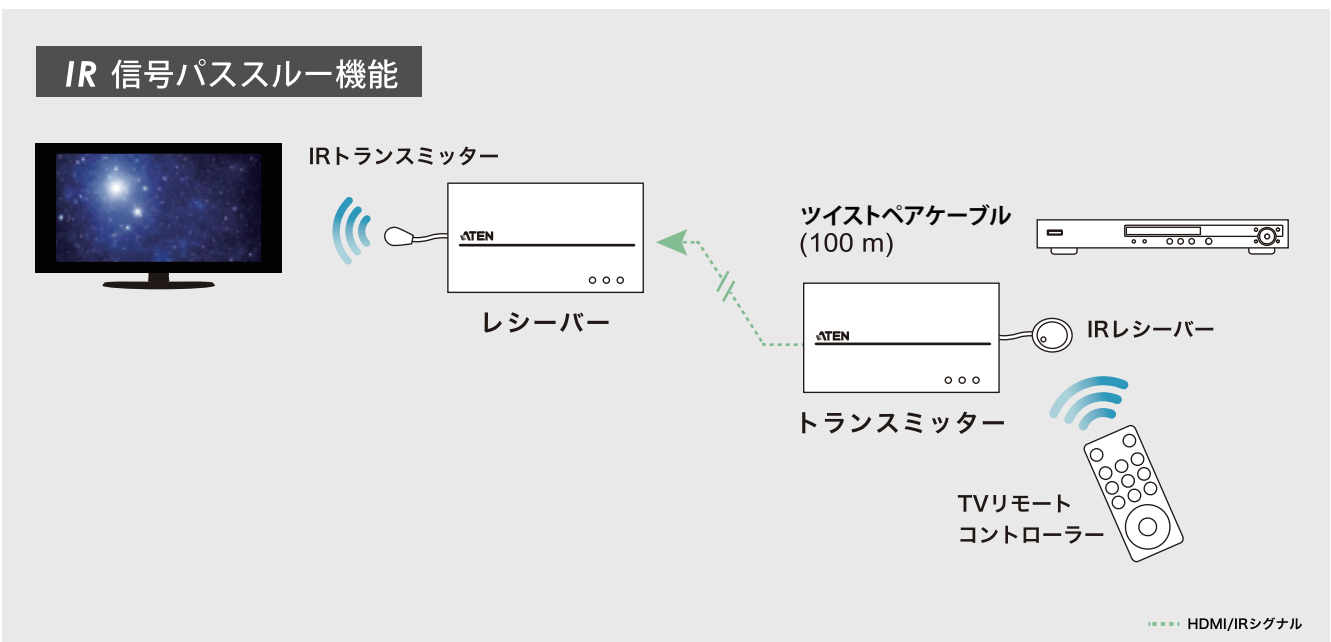 IR 信号パススルー機能
IRトランスミッター
ATEN
レシーバー
ツイストペアケーブル
(100 m)
ATEN
IRレシーバー
トランスミッター
TVリモート
コントローラー
HDMI/IRシグナル